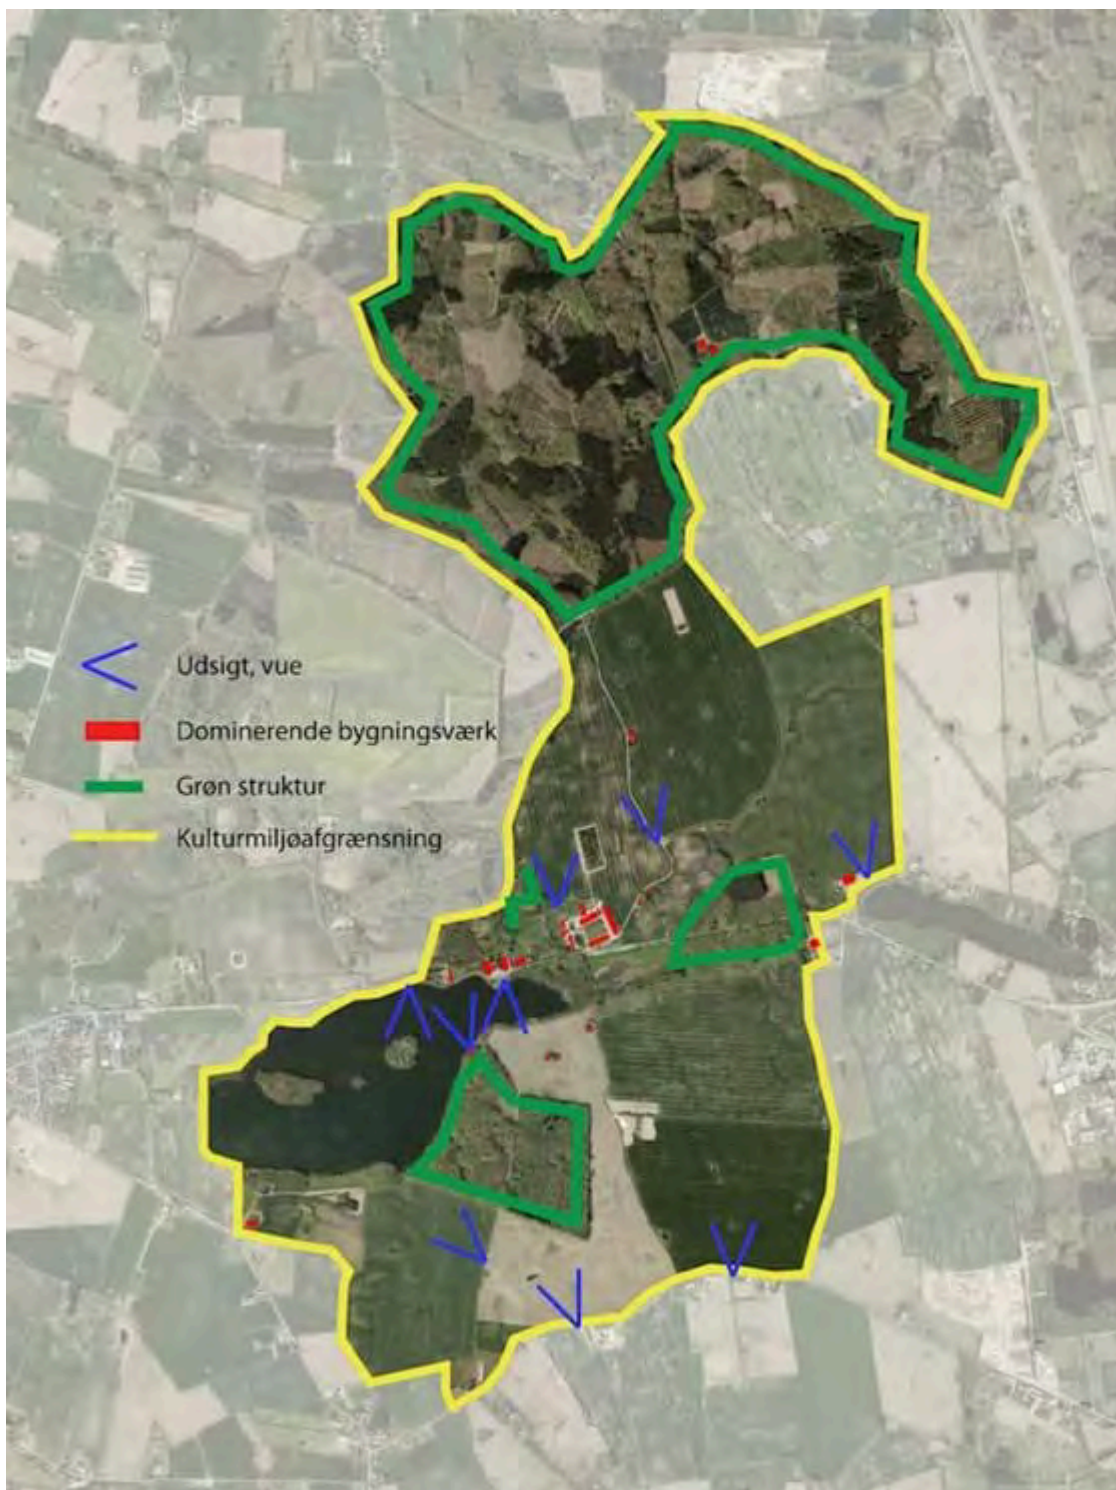 Udsigt, vue
Dominerende bygningsværk
Grøn struktur
Kulturmiljøafgrænsning